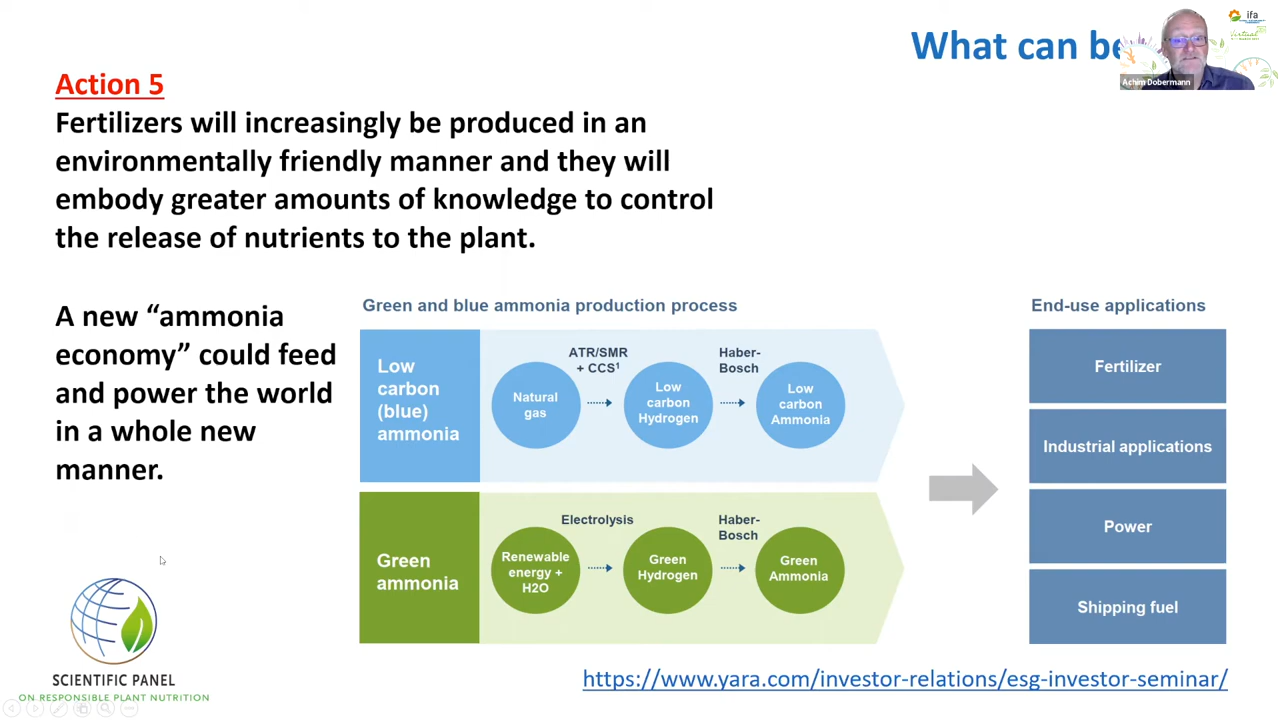 What can be
ifa
Virtual
Achim Dobermann
Action 5
Fertilizers will increasingly be produced in an
environmentally friendly manner and they will
embody greater amounts of knowledge to control
the release of nutrients to the plant.
A new “ammonia
economy” could feed
and power the world
in a whole new
manner.
Green and blue ammonia production process
Low
carbon
(blue)
ammonia
Natural
gas
ATR/SMR
+ CCS¹
Low
carbon
Hydrogen
Haber-
Bosch
Low
carbon
Ammonia
Green
ammonia
Renewable
energy +
H2O
Electrolysis
Green
Hydrogen
Haber-
Bosch
Green
Ammonia
End-use applications
Fertilizer
Industrial applications
Power
Shipping fuel
SCIENTIFIC PANEL
ON RESPONSIBLE PLANT NUTRITION
https://www.yara.com/investor-relations/esg-investor-seminar/